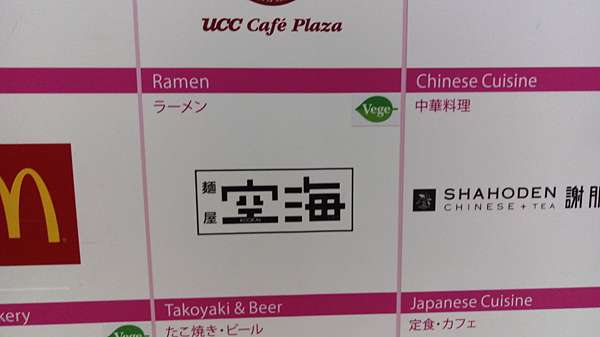 UCC Café Plaza
Ramen
ラーメン
Vege
麺屋
空海
Chinese Cuisine
中華料理
SHAHODEN
CHINESE + TEA
謝
Takoyaki & Beer
たこ焼き・ビール
Japanese Cuisine
定食・カフェ
kery
Vege